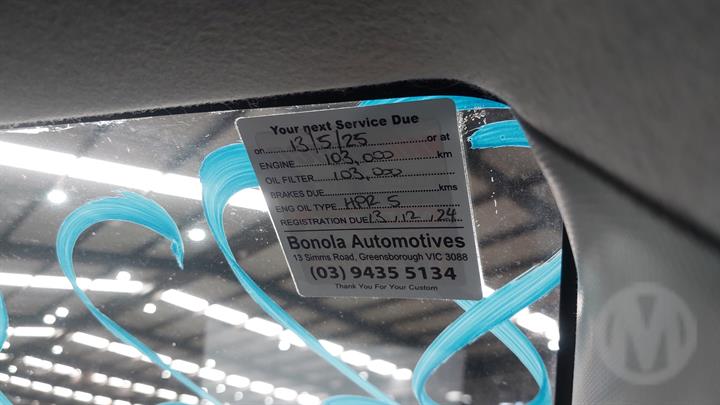 Your next Service Due
on 13/5/25 or at
ENGINE 103,000 km
OIL FILTER 103,000
BRAKES DUE kms
ENG OIL TYPE HPR 5
REGISTRATION DUE 13.12.24
Bonola Automotives
13 Simms Road, Greensborough VIC 3088
(03) 9435 5134
Thank You For Your Custom
M